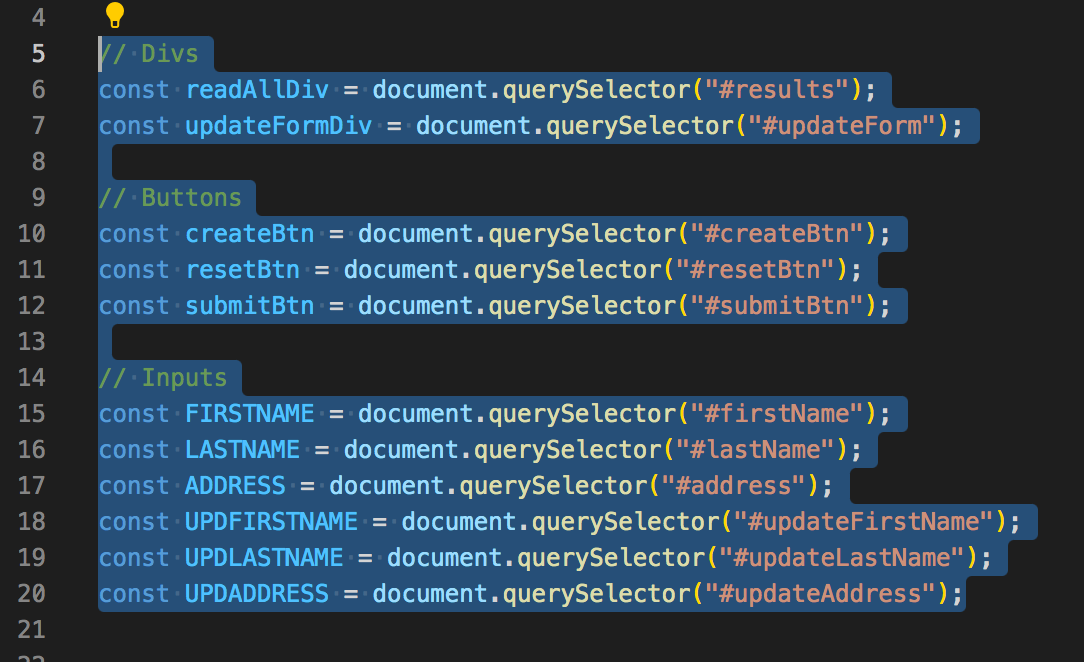 4
5 // Divs
6 const readAllDiv = document.querySelector("#results");
7 const updateFormDiv = document.querySelector("#updateForm");
8
9 // Buttons
10 const createBtn = document.querySelector("#createBtn");
11 const resetBtn = document.querySelector("#resetBtn");
12 const submitBtn = document.querySelector("#submitBtn");
13
14 // Inputs
15 const FIRSTNAME = document.querySelector("#firstName");
16 const LASTNAME = document.querySelector("#lastName");
17 const ADDRESS = document.querySelector("#address");
18 const UPDFIRSTNAME = document.querySelector("#updateFirstName");
19 const UPDLASTNAME = document.querySelector("#updateLastName");
20 const UPDADDRESS = document.querySelector("#updateAddress");
21